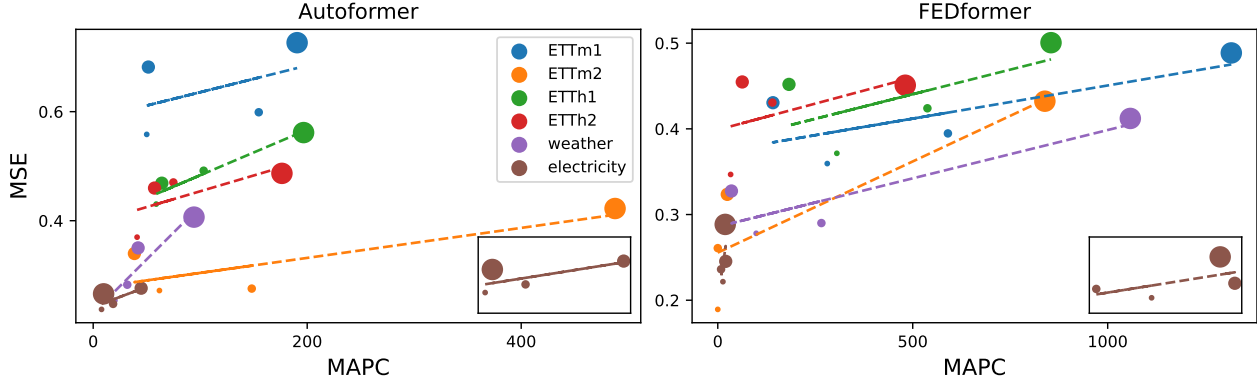 Autoformer
FEDformer
MSE
0.6
0.4
ETTm1
ETTm2
ETTh1
ETTh2
weather
electricity
0 200 400
MAPC
0.5
0.4
0.3
0.2
0 500 1000
MAPC